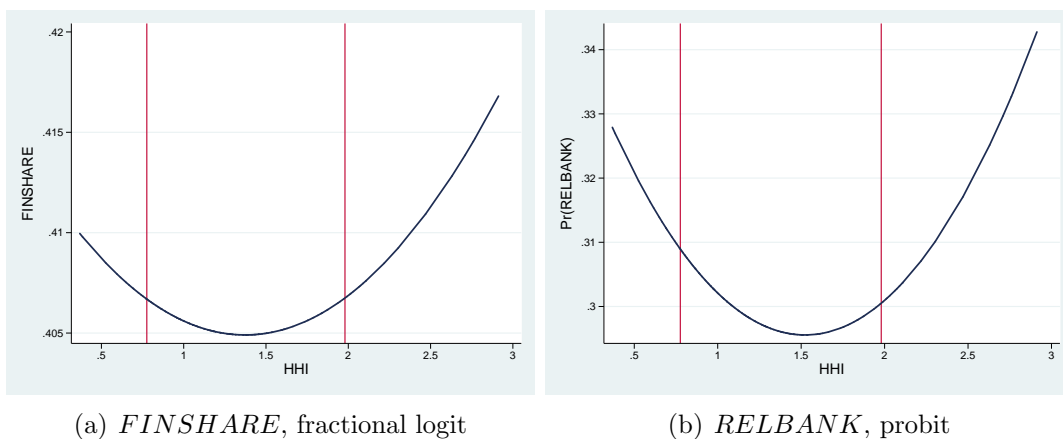 .42
.415
.41
.405
FINSHARE
.5 1 1.5 2 2.5 3
HHI
(a) FINSHARE, fractional logit
.34
.33
.32
.31
.3
Pr(RELBANK)
.5 1 1.5 2 2.5 3
HHI
(b) RELBANK, probit